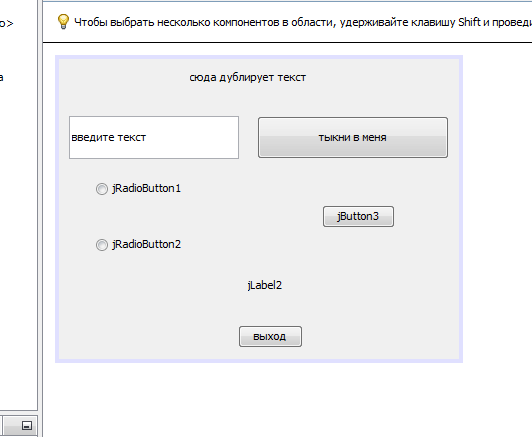 о>
Чтобы выбрать несколько компонентов в области, удерживайте клавишу Shift и
а
сюда дублирует текст
введите текст
тыкни в меня
jRadioButton1
jButton3
jRadioButton2
jLabel2
выход